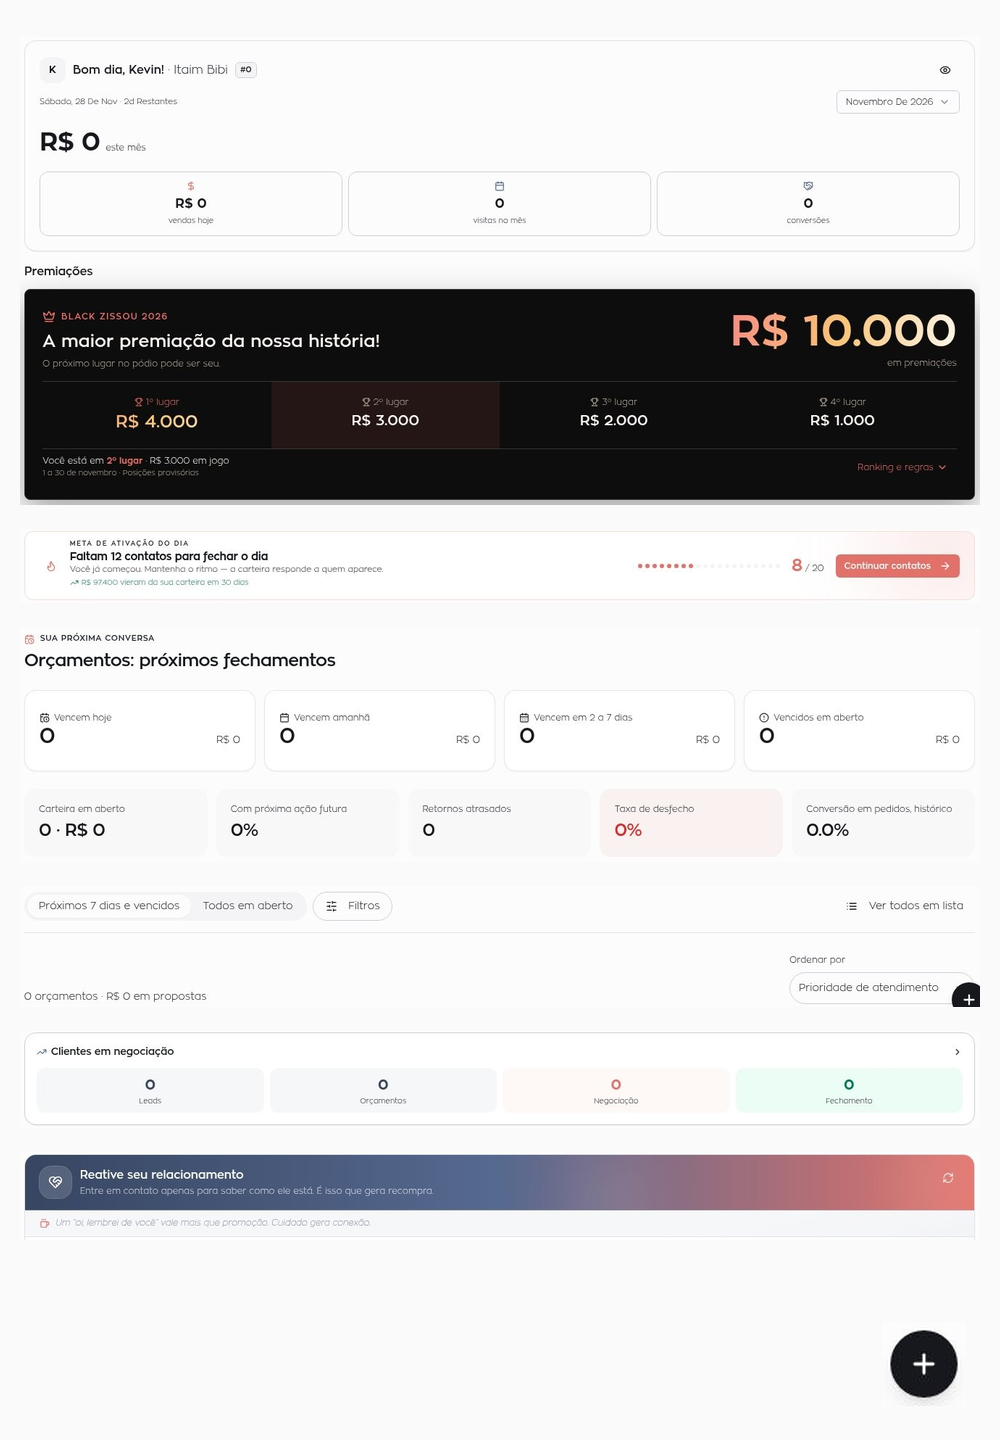 K Bom dia, Kevin! · Itaim Bibi #0
Sábado, 28 De Nov · 2d Restantes
Novembro De 2026
R$ 0 este mês
R$ 0
vendas hoje
0
visitas no mês
0
conversões
Premiações
BLACK ZISSOU 2026
A maior premiação da nossa história!
O próximo lugar no pódio pode ser seu.
R$ 10.000
em premiações
1º lugar
R$ 4.000
2º lugar
R$ 3.000
3º lugar
R$ 2.000
4º lugar
R$ 1.000
Você está em 2º lugar · R$ 3.000 em jogo
1 a 30 de novembro · Posições provisórias
Ranking e regras
META DE ATIVAÇÃO DO DIA
Faltam 12 contatos para fechar o dia
Você já começou. Mantenha o ritmo — a carteira responde a quem aparece.
R$ 97.400 vieram da sua carteira em 30 dias
8 / 20
Continuar contatos
SUA PRÓXIMA CONVERSA
Orçamentos: próximos fechamentos
Vencem hoje
0 R$ 0
Vencem amanhã
0 R$ 0
Vencem em 2 a 7 dias
0 R$ 0
Vencidos em aberto
0 R$ 0
Carteira em aberto
0 · R$ 0
Com próxima ação futura
0%
Retornos atrasados
0
Taxa de desfecho
0%
Conversão em pedidos, histórico
0.0%
Próximos 7 dias e vencidos
Todos em aberto
Filtros
Ver todos em lista
Ordenar por
Prioridade de atendimento
0 orçamentos · R$ 0 em propostas
Clientes em negociação
0
Leads
0
Orçamentos
0
Negociação
0
Fechamento
Reative seu relacionamento
Entre em contato apenas para saber como ele está. É isso que gera recompra.
Um "oi, lembrei de você" vale mais que promoção. Cuidado gera conexão.